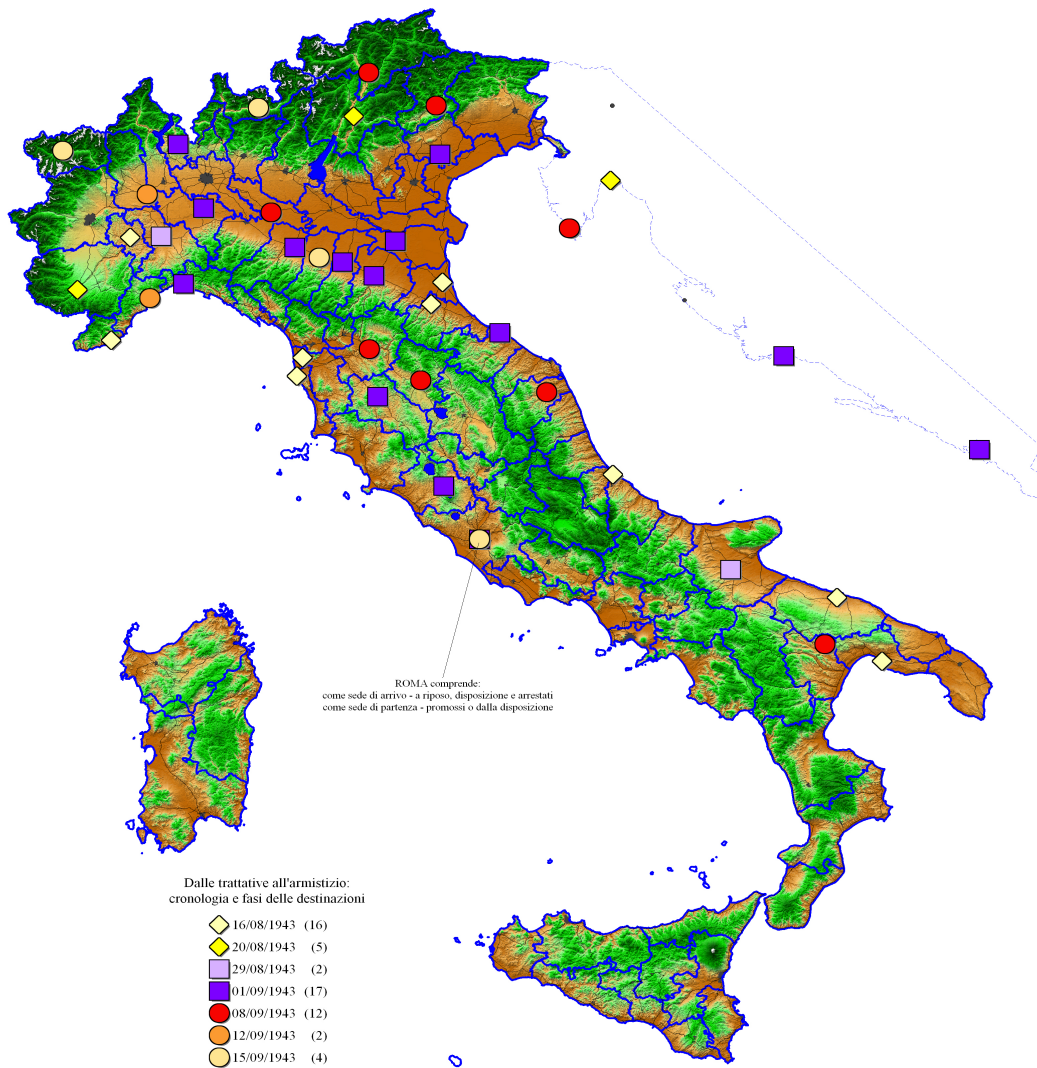 ROMA comprende:
come sede di arrivo - a riposo, disposizione e arrestati
come sede di partenza - promossi o dalla disposizione
Dalle trattative all'armistizio:
cronologia e fasi delle destinazioni
16/08/1943 (16)
20/08/1943 (5)
29/08/1943 (2)
01/09/1943 (17)
08/09/1943 (12)
12/09/1943 (2)
15/09/1943 (4)